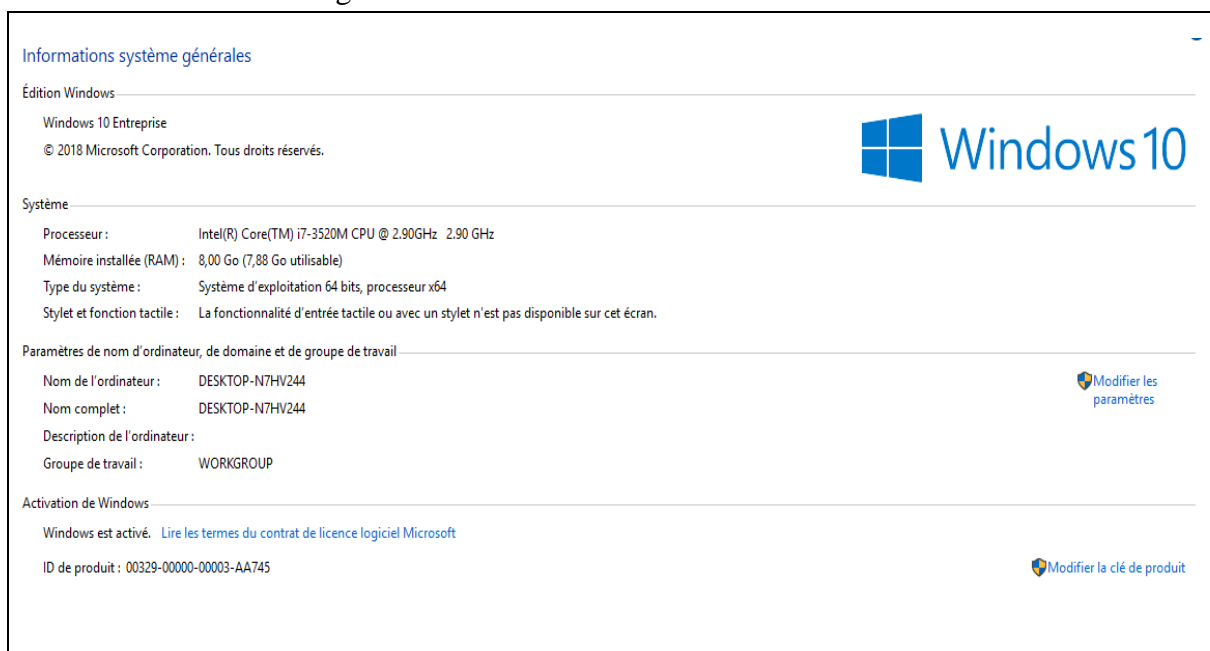 Informations système générales
Édition Windows
Windows 10 Entreprise
© 2018 Microsoft Corporation. Tous droits réservés.
Windows 10
Système
Processeur : Intel(R) Core(TM) i7-3520M CPU @ 2.90GHz 2.90 GHz
Mémoire installée (RAM) : 8,00 Go (7,88 Go utilisable)
Type du système : Système d'exploitation 64 bits, processeur x64
Stylet et fonction tactile : La fonctionnalité d'entrée tactile ou avec un stylet n'est pas disponible sur cet écran.
Paramètres de nom d'ordinateur, de domaine et de groupe de travail
Nom de l'ordinateur : DESKTOP-N7HV244
Modifier les
paramètres
Nom complet : DESKTOP-N7HV244
Description de l'ordinateur :
Groupe de travail : WORKGROUP
Activation de Windows
Windows est activé. Lire les termes du contrat de licence logiciel Microsoft
ID de produit : 00329-00000-00003-AA745
Modifier la clé de produit